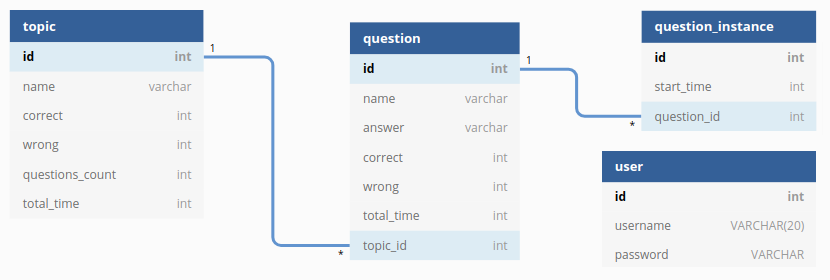 topic
id int
name varchar
correct int
wrong int
questions_count int
total_time int
1
*
question
id int
name varchar
answer varchar
correct int
wrong int
total_time int
topic_id int
1
*
question_instance
id int
start_time int
question_id int
user
id int
username VARCHAR(20)
password VARCHAR